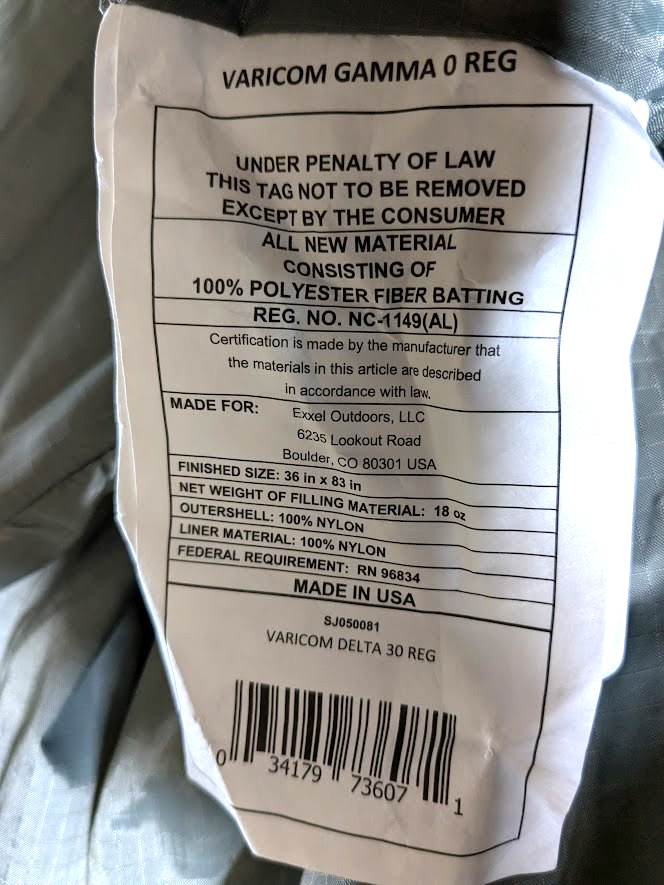 VARICOM GAMMA 0 REG
UNDER PENALTY OF LAW
THIS TAG NOT TO BE REMOVED
EXCEPT BY THE CONSUMER
ALL NEW MATERIAL
CONSISTING OF
100% POLYESTER FIBER BATTING
REG. NO. NC-1149(AL)
Certification is made by the manufacturer that
the materials in this article are described
in accordance with law.
MADE FOR: Exxel Outdoors, LLC
6235 Lookout Road
Boulder, CO 80301 USA
FINISHED SIZE: 36 in x 83 in
NET WEIGHT OF FILLING MATERIAL: 18 oz
OUTERSHELL: 100% NYLON
LINER MATERIAL: 100% NYLON
FEDERAL REQUIREMENT: RN 96834
MADE IN USA
SJ050081
VARICOM DELTA 30 REG
0 34179 73607 1